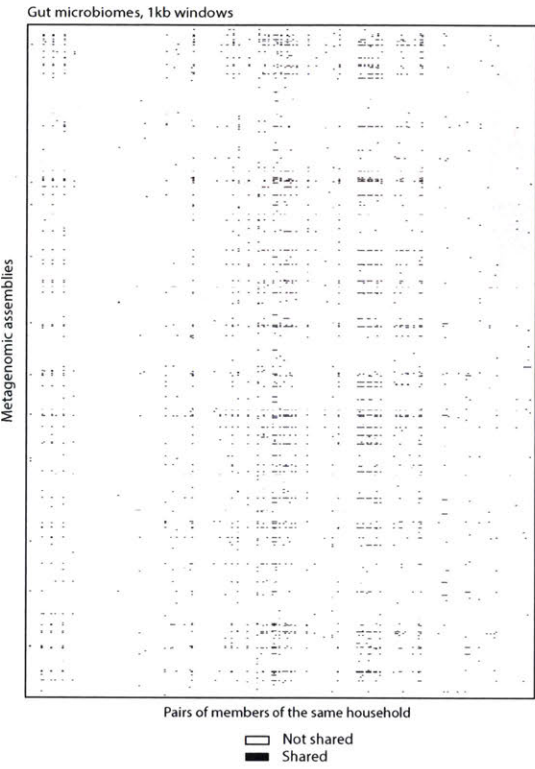 Gut microbiomes, 1kb windows
Metagenomic assemblies
Pairs of members of the same household
Not shared
Shared